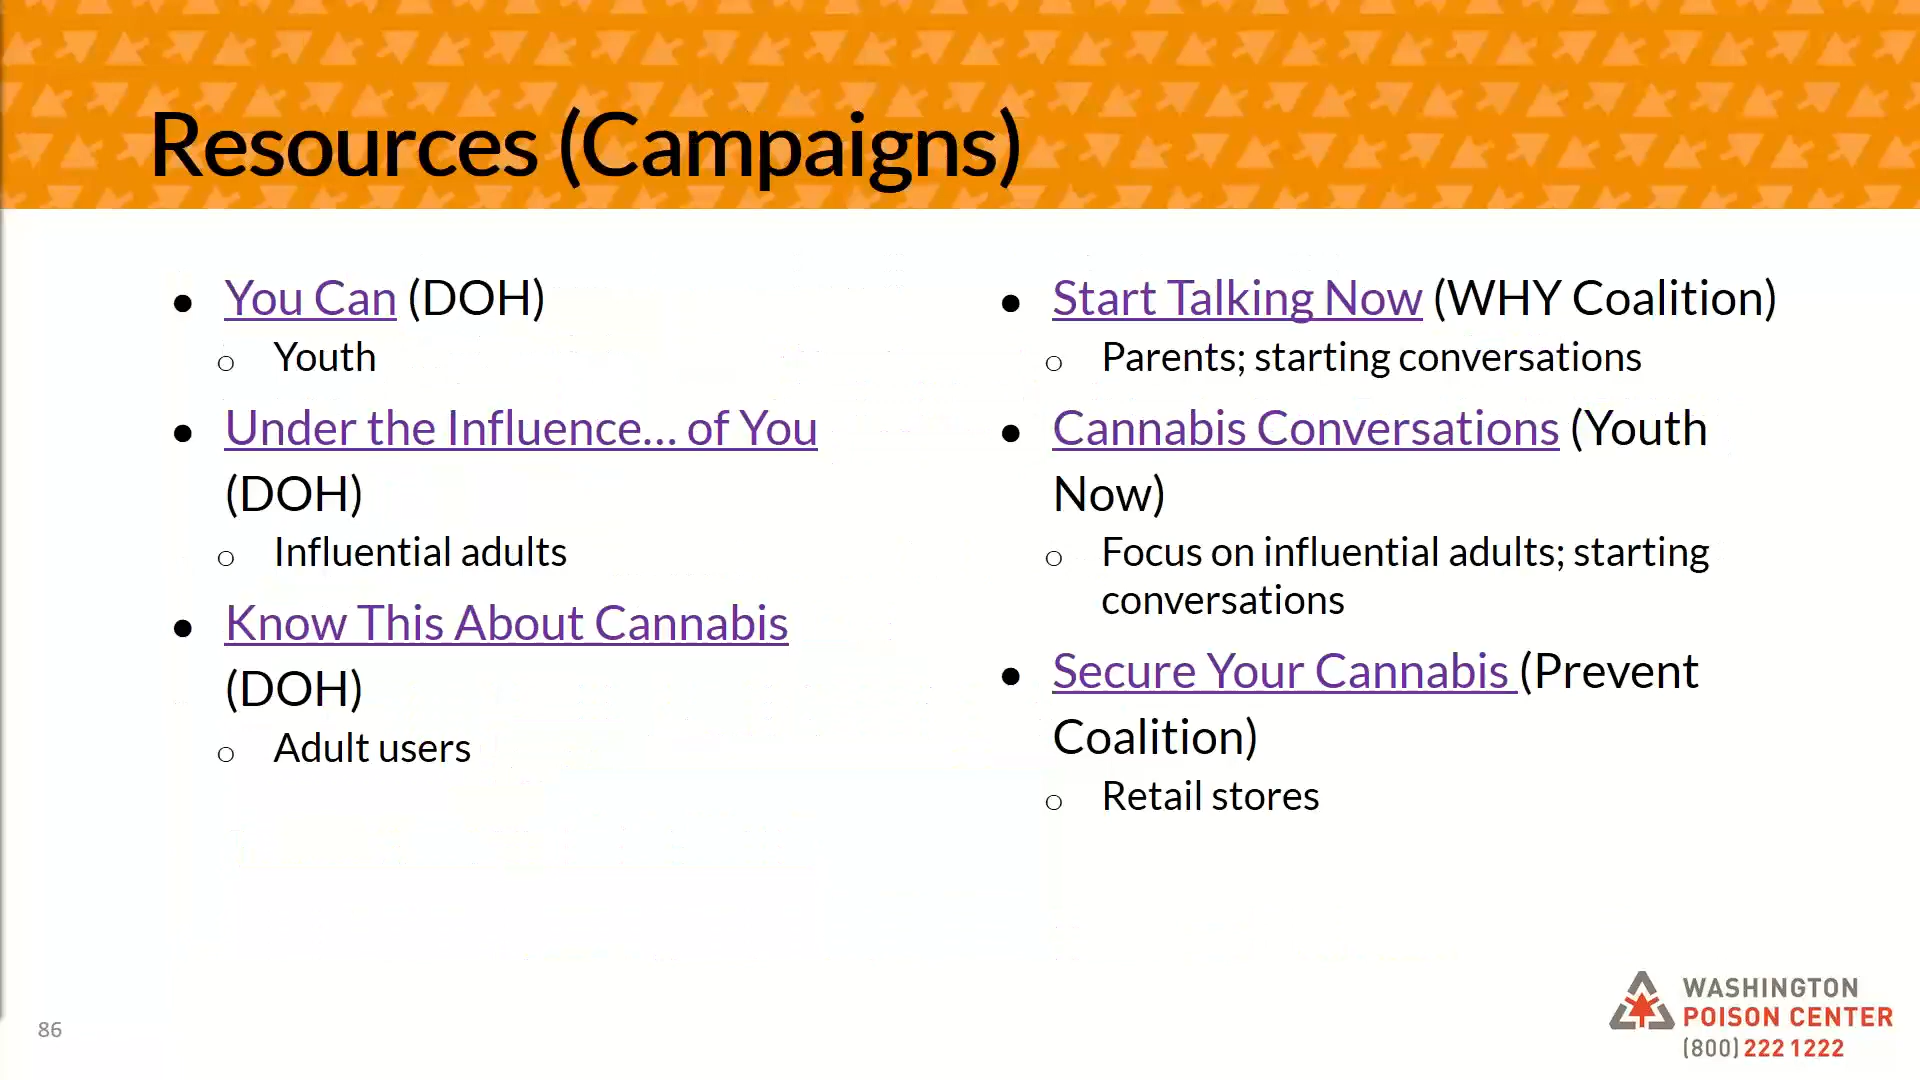 Resources (Campaigns)
● You Can (DOH)
○ Youth
● Under the Influence... of You
(DOH)
○ Influential adults
● Know This About Cannabis
(DOH)
○ Adult users
● Start Talking Now (WHY Coalition)
○ Parents; starting conversations
● Cannabis Conversations (Youth
Now)
○ Focus on influential adults; starting
conversations
● Secure Your Cannabis (Prevent
Coalition)
○ Retail stores
86
WASHINGTON
POISON CENTER
(800) 222 1222